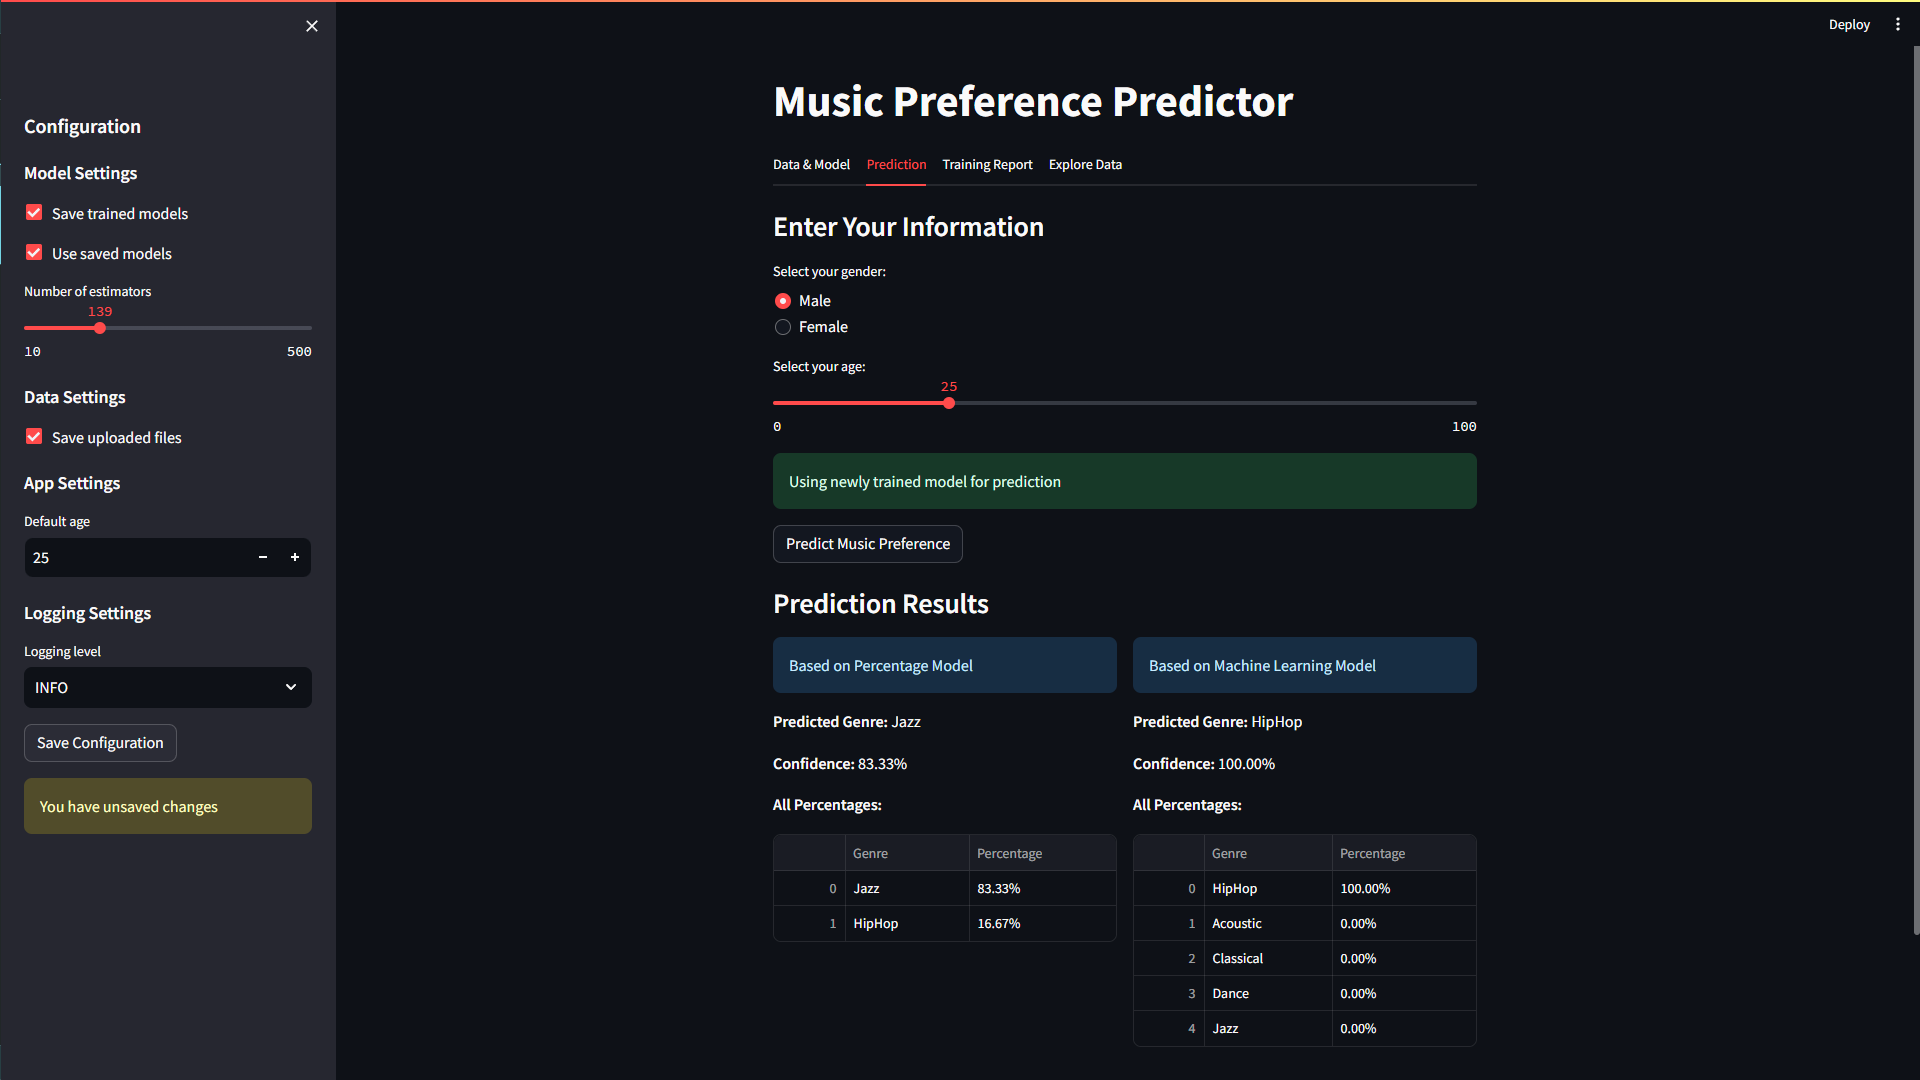 Deploy
Configuration
Model Settings
Save trained models
Use saved models
Number of estimators
139
10 500
Data Settings
Save uploaded files
App Settings
Default age
25
Logging Settings
Logging level
INFO
Save Configuration
You have unsaved changes
Music Preference Predictor
Data & Model Prediction Training Report Explore Data
Enter Your Information
Select your gender:
Male
Female
Select your age:
25
0 100
Using newly trained model for prediction
Predict Music Preference
Prediction Results
Based on Percentage Model
Predicted Genre: Jazz
Confidence: 83.33%
All Percentages:
Genre Percentage
0 Jazz 83.33%
1 HipHop 16.67%
Based on Machine Learning Model
Predicted Genre: HipHop
Confidence: 100.00%
All Percentages:
Genre Percentage
0 HipHop 100.00%
1 Acoustic 0.00%
2 Classical 0.00%
3 Dance 0.00%
4 Jazz 0.00%